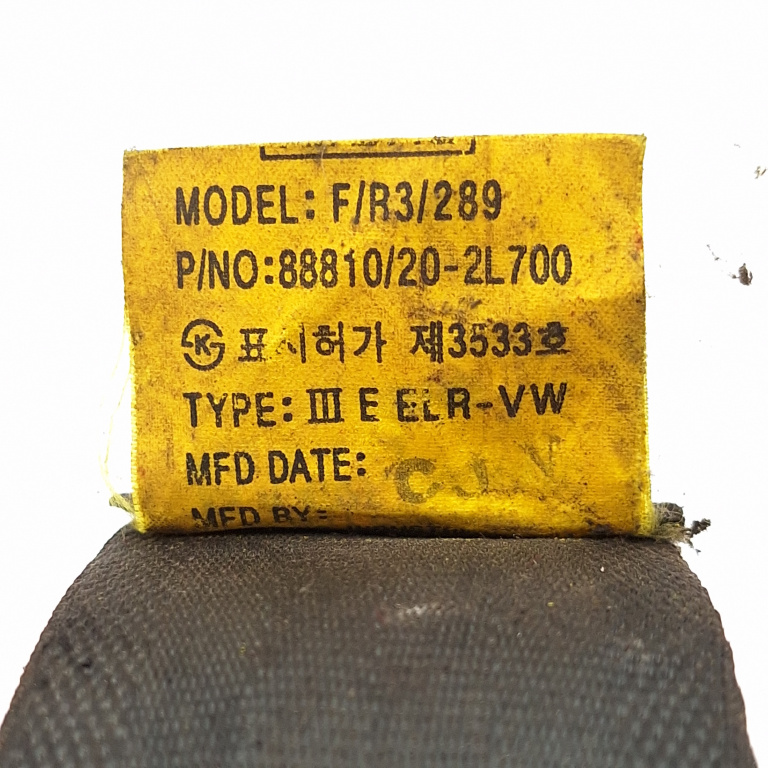 MODEL: F/R3/289
P/NO:88810/20-2L700
K 표시허가 제3533호
TYPE: III E ELR-VW
MFD DATE:
MFD BY: